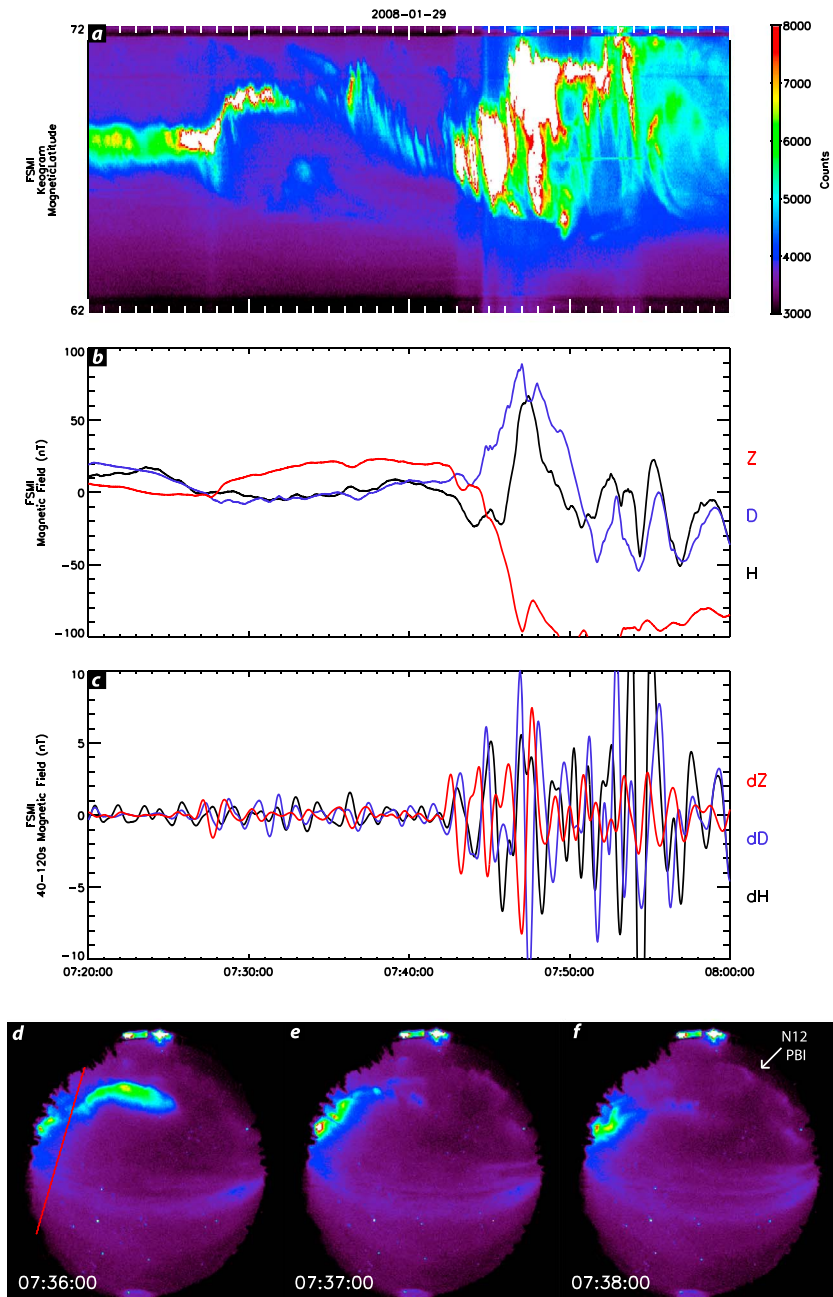 2008-01-29
a
72
62
FSMI
Keogram
MagneticLatitude
8000
7000
6000
5000
4000
3000
Counts
b
100
50
0
-50
-100
FSMI
Magnetic Field (nT)
Z
D
H
c
10
5
0
-5
-10
FSMI
40-120s Magnetic Field (nT)
dZ
dD
dH
07:20:00 07:30:00 07:40:00 07:50:00 08:00:00
d e f
N12
PBI
07:36:00 07:37:00 07:38:00